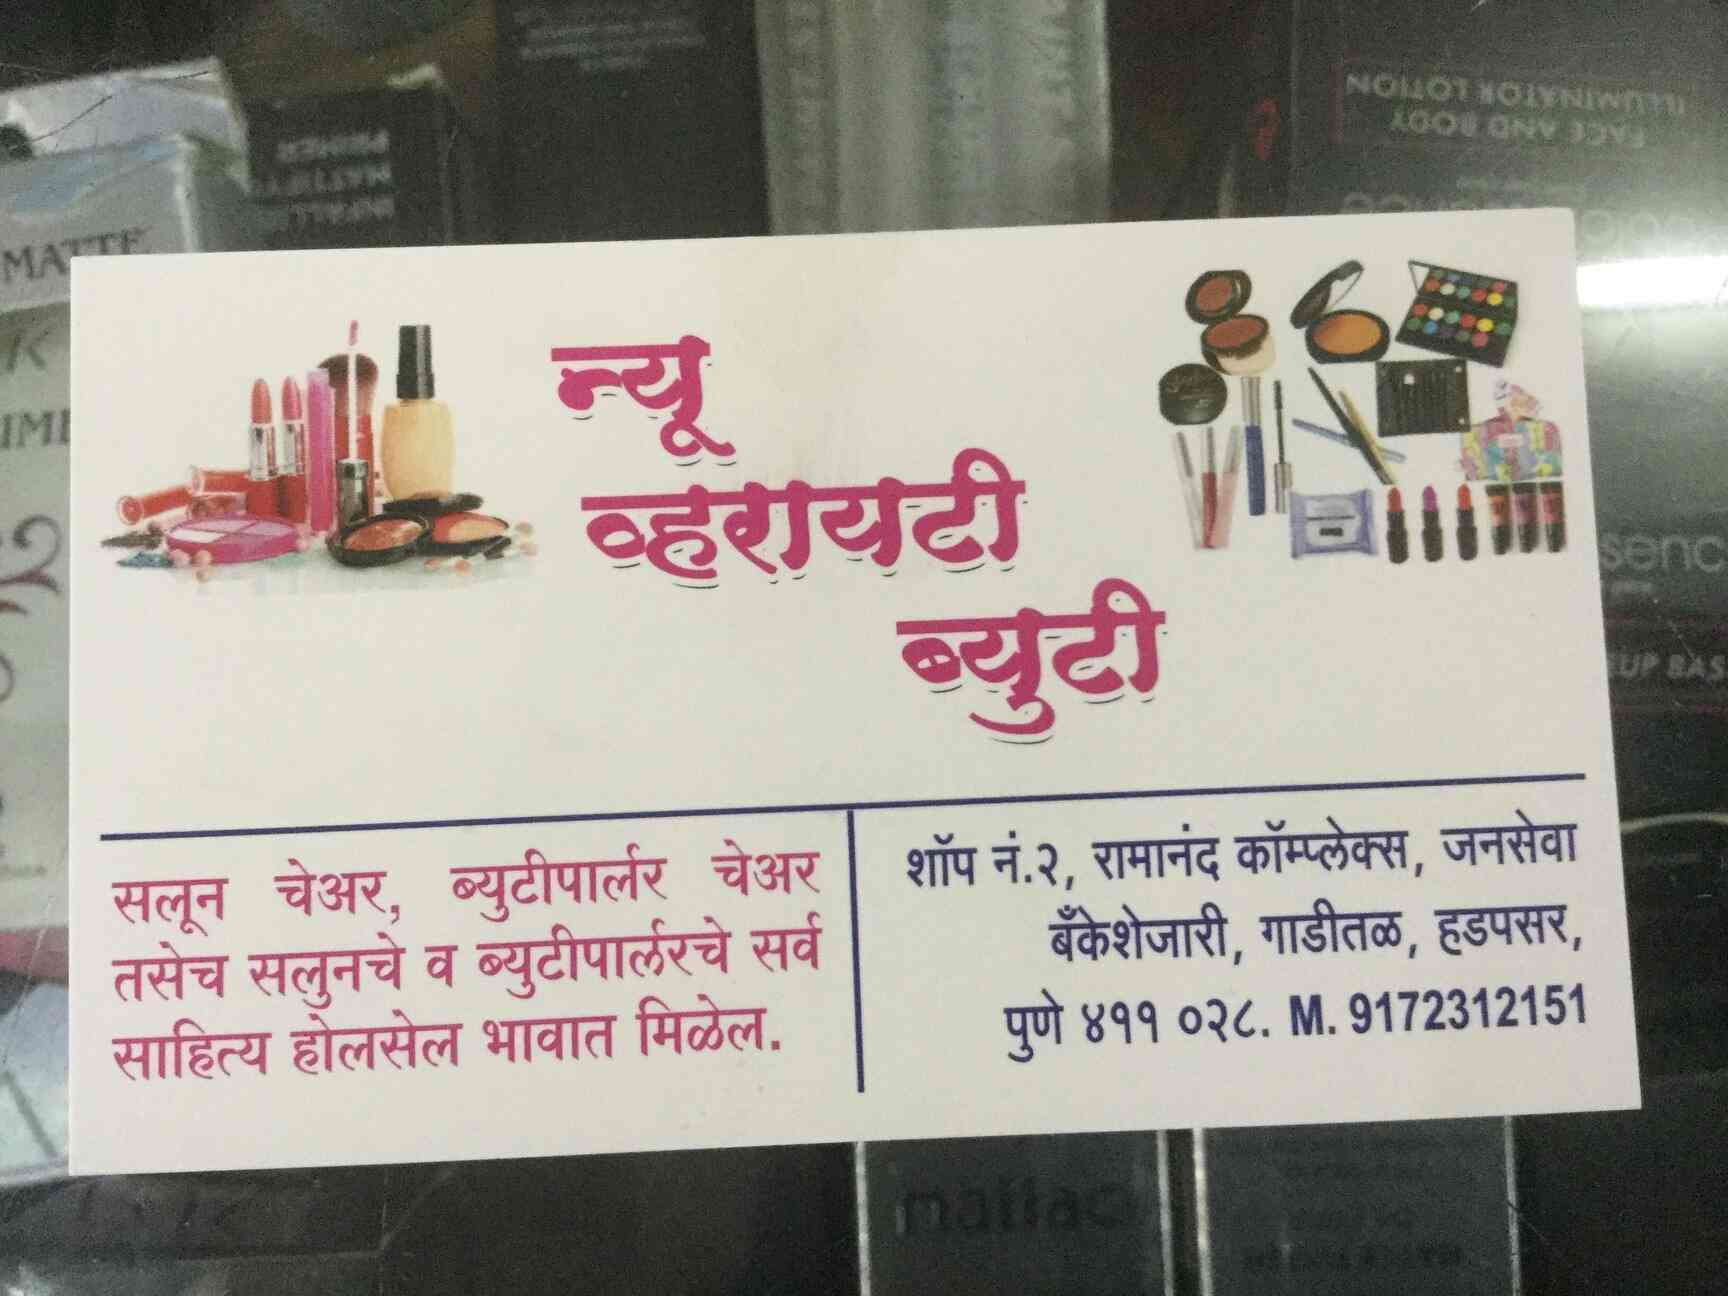 न्यू
व्हरायटी
ब्युटी
सलून चेअर, ब्युटीपार्लर चेअर
तसेच सलुनचे व ब्युटीपार्लरचे सर्व
साहित्य होलसेल भावात मिळेल.
शॉप नं.२, रामानंद कॉम्प्लेक्स, जनसेवा
बँकेशेजारी, गाडीतळ, हडपसर,
पुणे ४११ ०२८. M. 9172312151
MATTE
PRIMER
FACE AND BODY
ILLUMINATOR LOTION